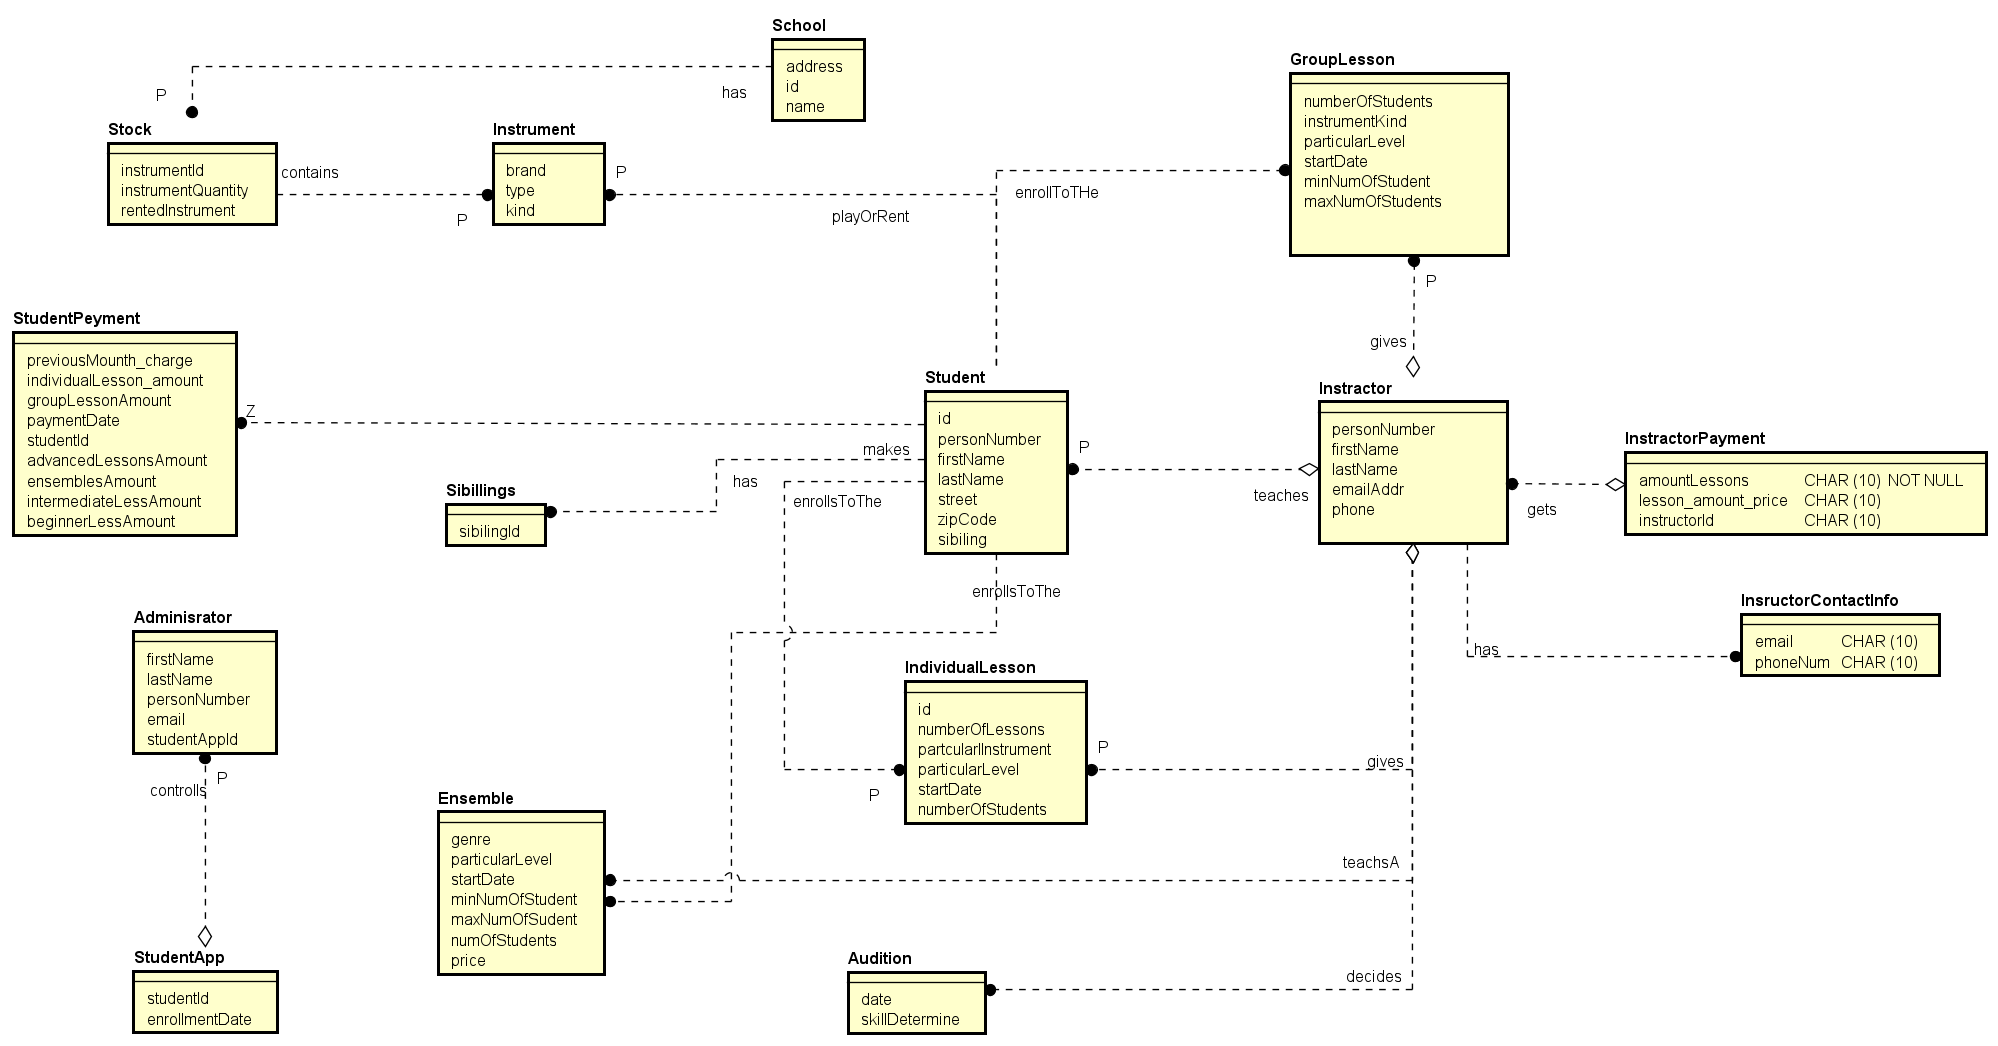 School
address
id
name
has
P
Stock
instrumentId
instrumentQuantity
rentedInstrument
contains
P
Instrument
brand
type
kind
P
playOrRent
enrollToTHe
GroupLesson
numberOfStudents
instrumentKind
particularLevel
startDate
minNumOfStudent
maxNumOfStudents
P
gives
StudentPeyment
previousMounth_charge
individualLesson_amount
groupLessonAmount
paymentDate
studentId
advancedLessonsAmount
ensemblesAmount
intermediateLessAmount
beginnerLessAmount
Z
makes
has
enrollsToThe
Sibillings
sibilingId
Student
id
personNumber
firstName
lastName
street
zipCode
sibiling
P
teaches
enrollsToThe
Instractor
personNumber
firstName
lastName
emailAddr
phone
gets
InstractorPayment
amountLessons CHAR (10) NOT NULL
lesson_amount_price CHAR (10)
instructorId CHAR (10)
has
InsructorContactInfo
email CHAR (10)
phoneNum CHAR (10)
Adminisrator
firstName
lastName
personNumber
email
studentAppId
P
controlls
StudentApp
studentId
enrollmentDate
IndividualLesson
id
numberOfLessons
partcularlInstrument
particularLevel
startDate
numberOfStudents
P
P
gives
Ensemble
genre
particularLevel
startDate
minNumOfStudent
maxNumOfSudent
numOfStudents
price
teachsA
Audition
date
skillDetermine
decides